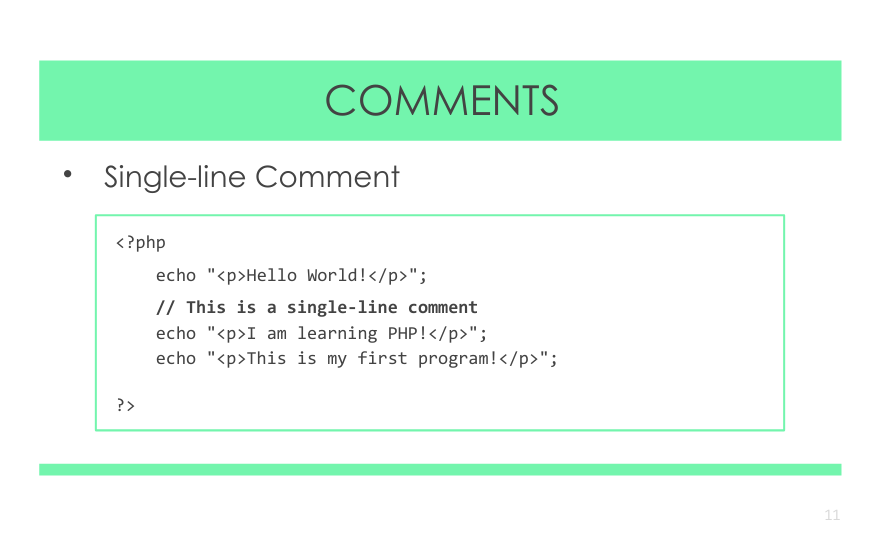 COMMENTS
• Single-line Comment
<?php
echo "<p>Hello World!</p>";
// This is a single-line comment
echo "<p>I am learning PHP!</p>";
echo "<p>This is my first program!</p>";
?>
11